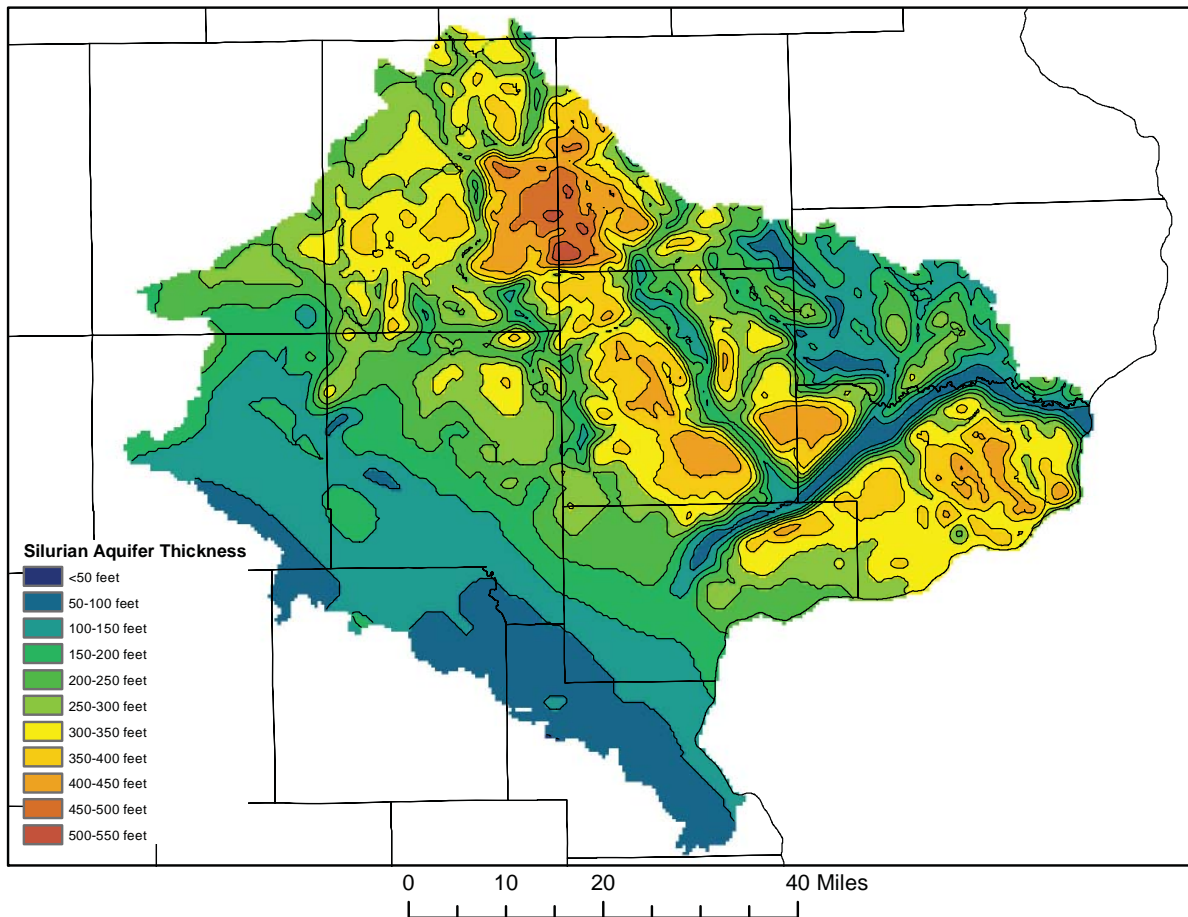 Silurian Aquifer Thickness
<50 feet
50-100 feet
100-150 feet
150-200 feet
200-250 feet
250-300 feet
300-350 feet
350-400 feet
400-450 feet
450-500 feet
500-550 feet
0 10 20 40 Miles